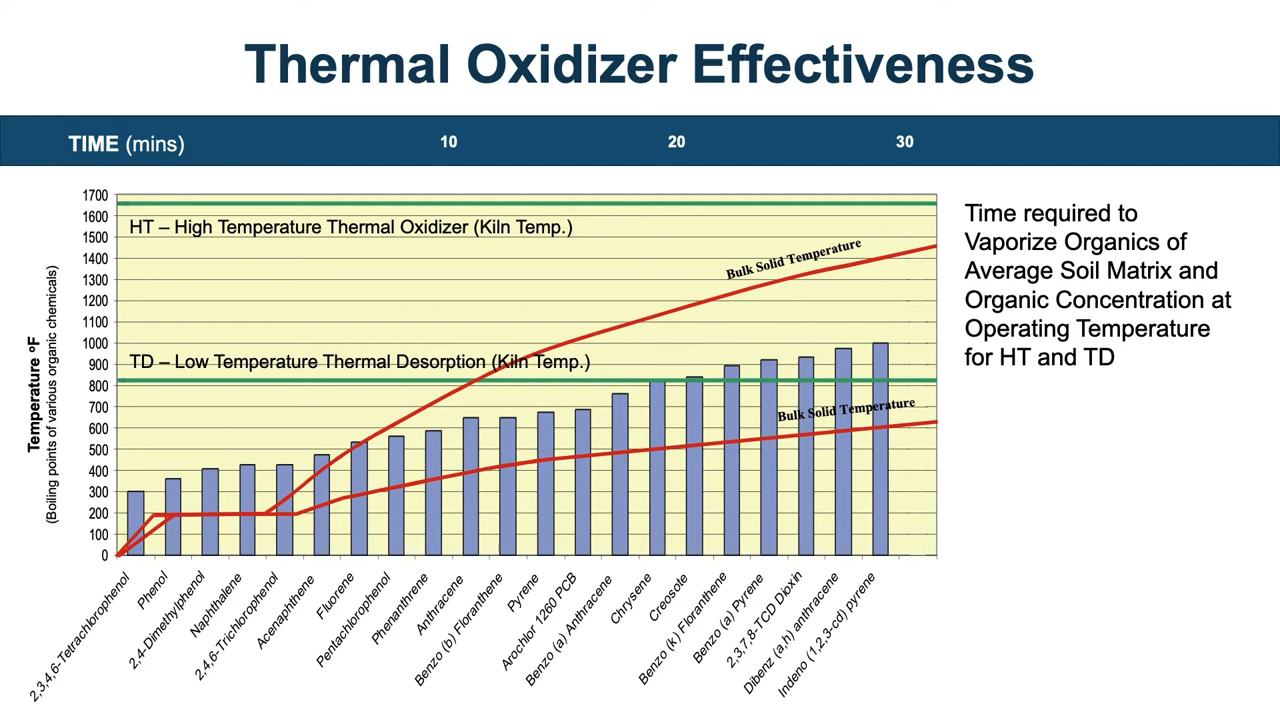 Thermal Oxidizer Effectiveness
TIME (mins)
10
20
30
1700
1600
1500
1400
1300
1200
1100
1000
900
800
700
600
500
400
300
200
100
0
Temperature ºF
(Boiling points of various organic chemicals)
HT – High Temperature Thermal Oxidizer (Kiln Temp.)
Bulk Solid Temperature
TD – Low Temperature Thermal Desorption (Kiln Temp.)
Bulk Solid Temperature
Time required to
Vaporize Organics of
Average Soil Matrix and
Organic Concentration at
Operating Temperature
for HT and TD
2,3,4,6-Tetrachlorophenol
Phenol
2,4-Dimethylphenol
Naphthalene
2,4,6-Trichlorophenol
Acenaphthene
Fluorene
Pentachlorophenol
Phenanthrene
Anthracene
Benzo (b) Floranthene
Pyrene
Arochlor 1260 PCB
Benzo (a) Anthracene
Chrysene
Creosote
Benzo (k) Floranthene
Benzo (a) Pyrene
2,3,7,8-TCD Dioxin
Dibenz (a,h) anthracene
Indeno (1,2,3-cd) pyrene